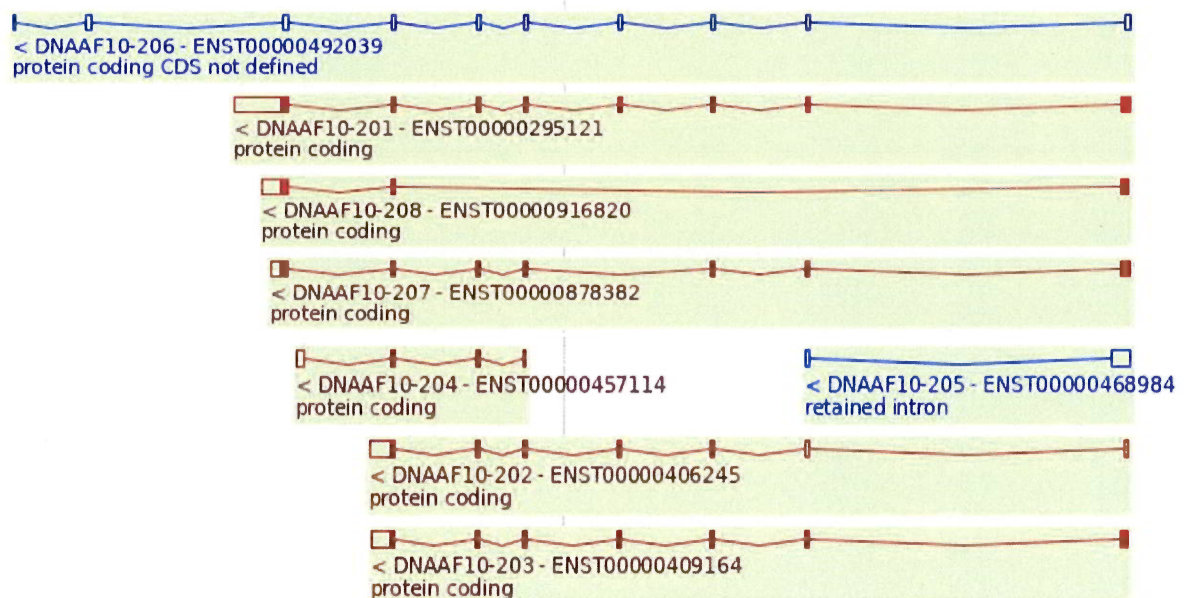 < DNAAF10-206 - ENST00000492039
protein coding CDS not defined
< DNAAF10-201 - ENST00000295121
protein coding
< DNAAF10-208 - ENST00000916820
protein coding
< DNAAF10-207 - ENST00000878382
protein coding
< DNAAF10-204 - ENST00000457114
protein coding
< DNAAF10-205 - ENST00000468984
retained intron
< DNAAF10-202 - ENST00000406245
protein coding
< DNAAF10-203 - ENST00000409164
protein coding